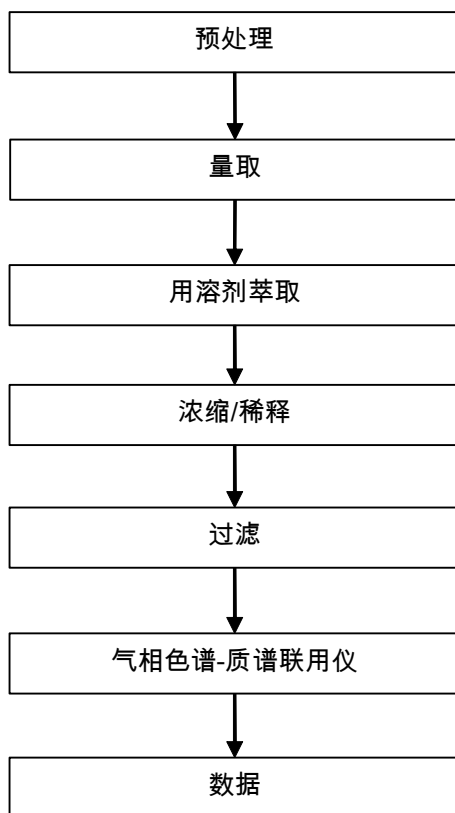 预处理
量取
用溶剂萃取
浓缩/稀释
过滤
气相色谱-质谱联用仪
数据